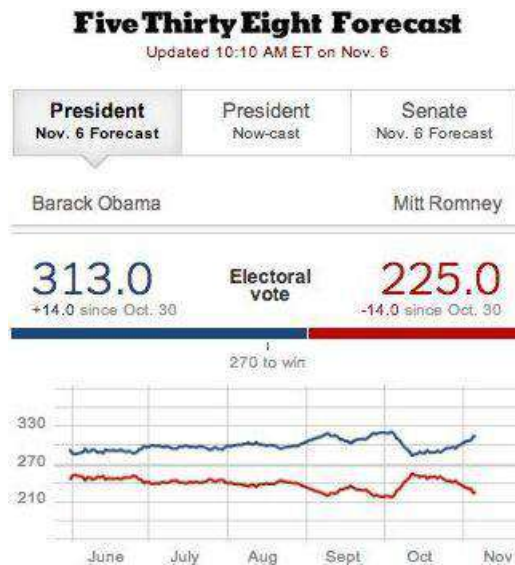 FiveThirtyEight Forecast
Updated 10:10 AM ET on Nov. 6
President
Nov. 6 Forecast
President
Now-cast
Senate
Nov. 6 Forecast
Barack Obama
Mitt Romney
313.0
+14.0 since Oct. 30
Electoral
vote
225.0
-14.0 since Oct. 30
270 to win
330
270
210
June July Aug Sept Oct Nov